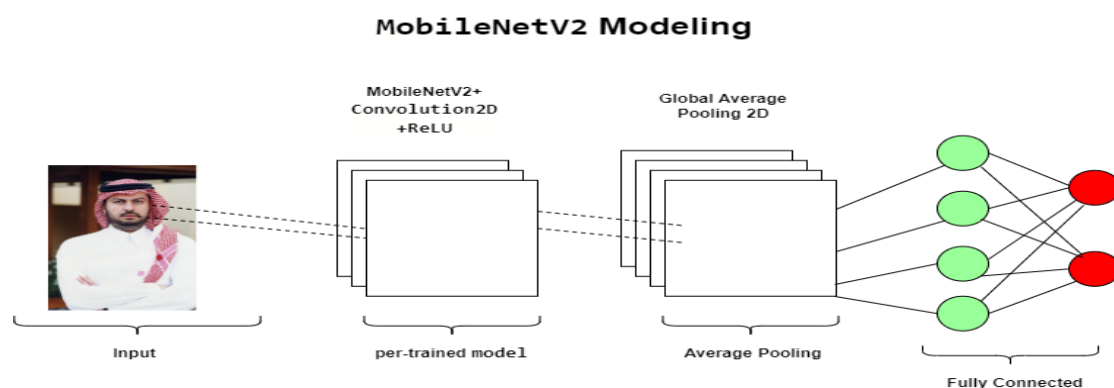 MobileNetV2 Modeling
MobileNetV2+
Convolution2D
+ReLU
Global Average
Pooling 2D
Input
per-trained model
Average Pooling
Fully Connected